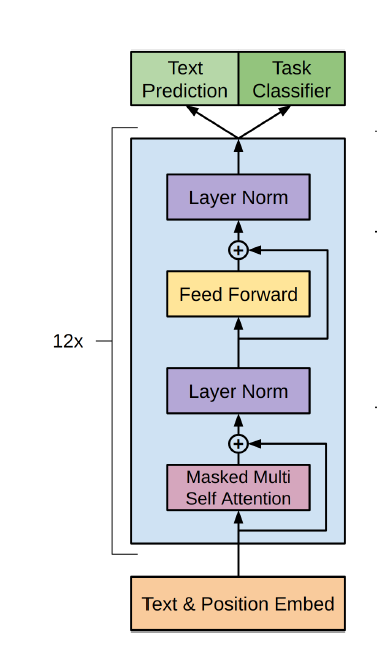 Text
Prediction
Task
Classifier
Layer Norm
Feed Forward
12x
Layer Norm
Masked Multi
Self Attention
Text & Position Embed